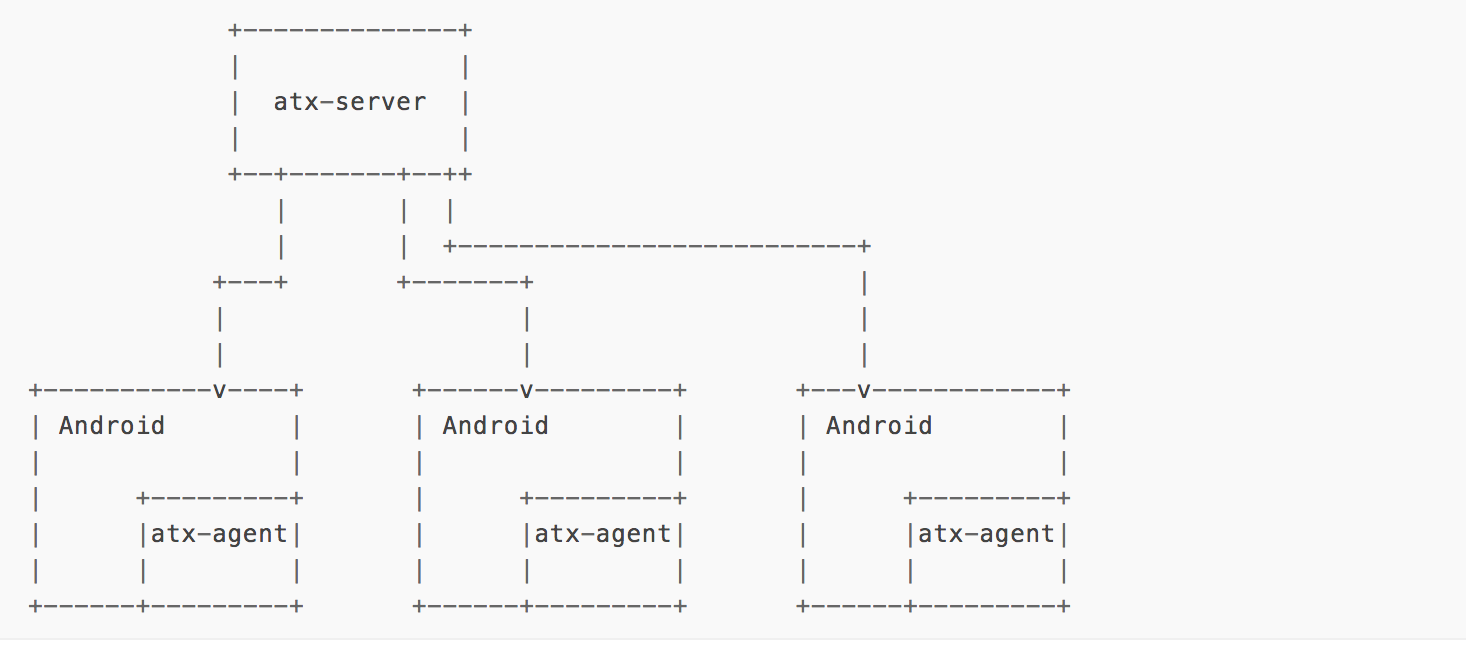 atx-server
Android Android Android
atx-agent atx-agent atx-agent